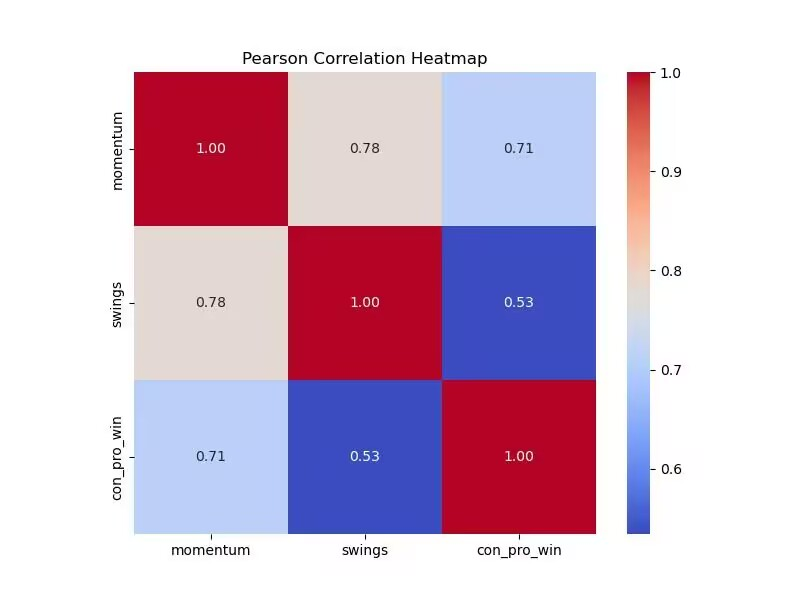 Pearson Correlation Heatmap
momentum
1.00
0.78
0.71
swings
0.78
1.00
0.53
con_pro_win
0.71
0.53
1.00
momentum
swings
con_pro_win
1.0
0.9
0.8
0.7
0.6